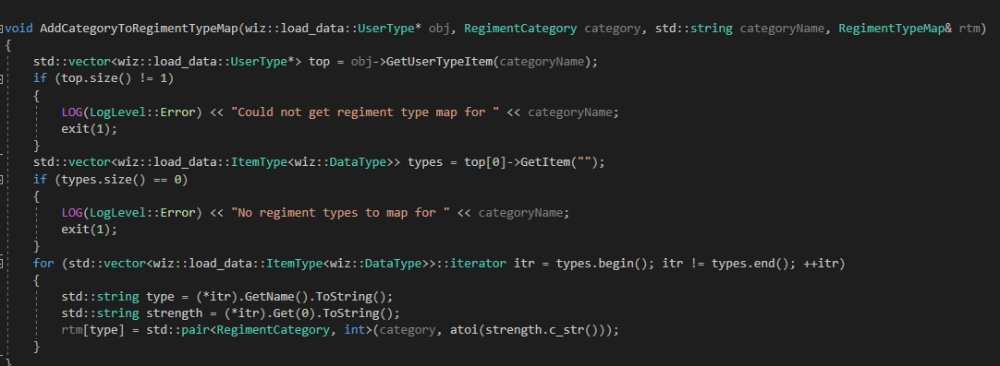 void AddCategoryToRegimentTypeMap(wiz::load_data::UserType* obj, RegimentCategory category, std::string categoryName, RegimentTypeMap& rtm)
{
    std::vector<wiz::load_data::UserType*> top = obj->GetUserTypeItem(categoryName);
    if (top.size() != 1)
    {
        LOG(LogLevel::Error) << "Could not get regiment type map for " << categoryName;
        exit(1);
    }
    std::vector<wiz::load_data::ItemType<wiz::DataType>> types = top[0]->GetItem("");
    if (types.size() == 0)
    {
        LOG(LogLevel::Error) << "No regiment types to map for " << categoryName;
        exit(1);
    }
    for (std::vector<wiz::load_data::ItemType<wiz::DataType>>::iterator itr = types.begin(); itr != types.end(); ++itr)
    {
        std::string type = (*itr).GetName().ToString();
        std::string strength = (*itr).Get(0).ToString();
        rtm[type] = std::pair<RegimentCategory, int>(category, atoi(strength.c_str()));
    }
}